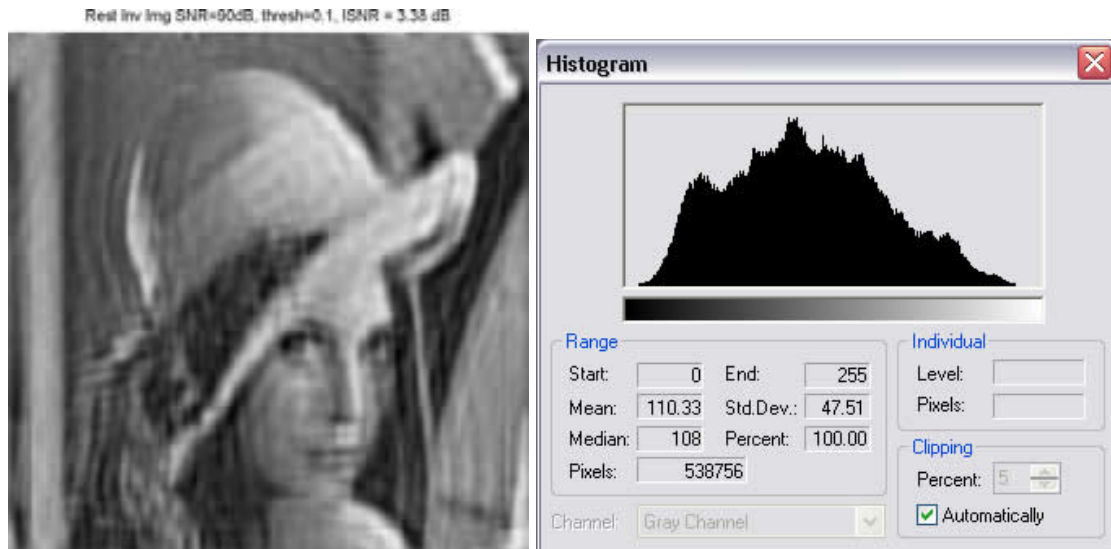 Rest Inv Img SNR=90dB, thresh=0.1, ISNR = 3.38 dB
Histogram
Range
Start: 0 End: 255
Mean: 110.33 Std.Dev.: 47.51
Median: 108 Percent: 100.00
Pixels: 538756
Individual
Level:
Pixels:
Clipping
Percent: 5
Automatically
Channel: Gray Channel